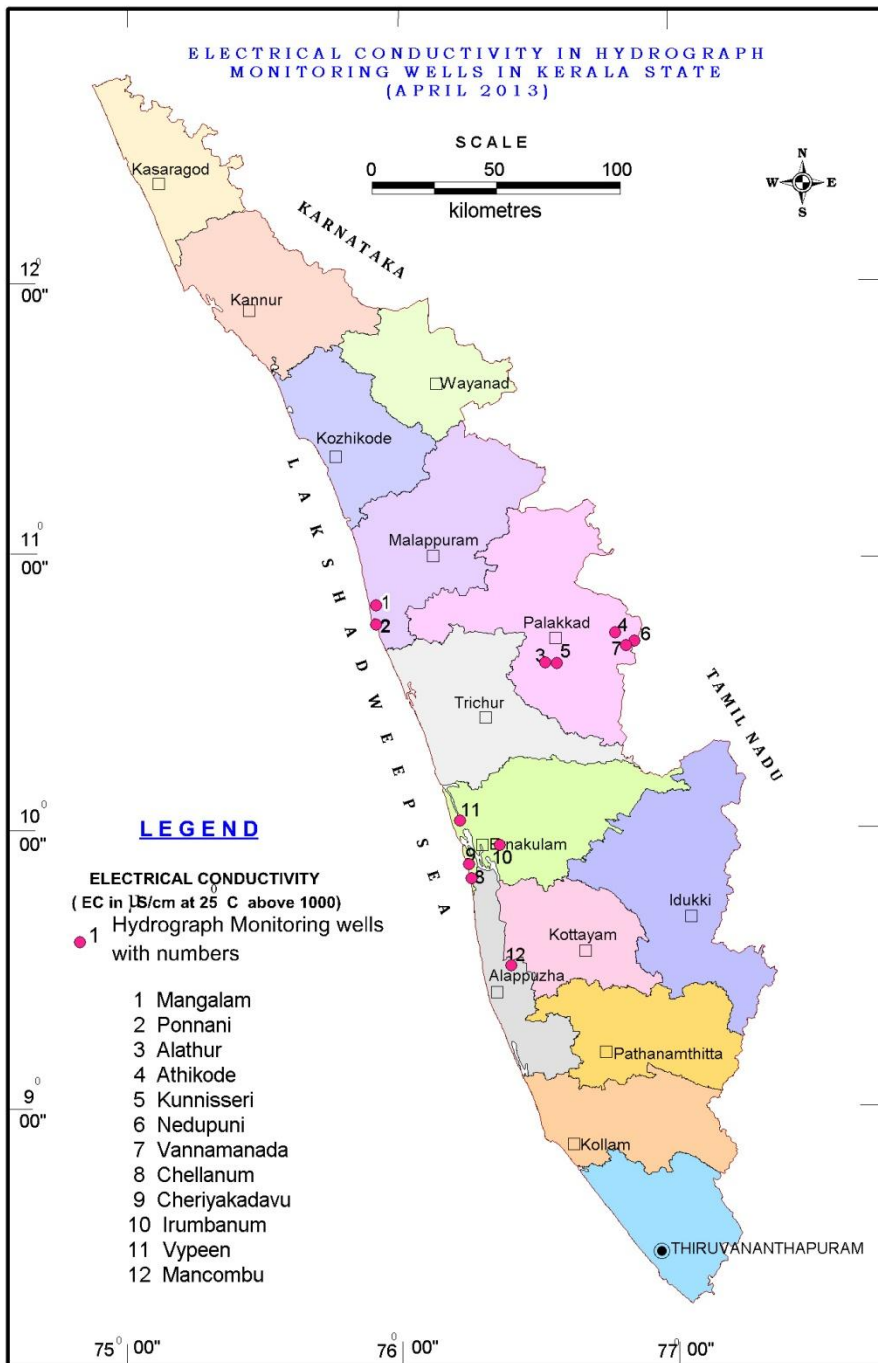 ELECTRICAL CONDUCTIVITY IN HYDROGRAPH
MONITORING WELLS IN KERALA STATE
(APRIL 2013)
SCALE
0 50 100
kilometres
N
W E
S
Kasaragod
KARNATAKA
12⁰
00"
Kannur
Wayanad
Kozhikode
LAKSHADWEEP SEA
11⁰
00"
Malappuram
1
2
Palakkad
4
6
7
3
5
TAMIL NADU
Trichur
10⁰
00"
11
Ernakulam
9
10
8
Idukki
Kottayam
12
Alappuzha
Pathanamthitta
9⁰
00"
Kollam
THIRUVANANTHAPURAM
LEGEND
ELECTRICAL CONDUCTIVITY
( EC in µS/cm at 25⁰ C above 1000)
1 Hydrograph Monitoring wells
with numbers
1 Mangalam
2 Ponnani
3 Alathur
4 Athikode
5 Kunnisseri
6 Nedupuni
7 Vannamanada
8 Chellanum
9 Cheriyakadavu
10 Irumbanum
11 Vypeen
12 Mancombu
75⁰ 00" 76⁰ 00" 77⁰ 00"